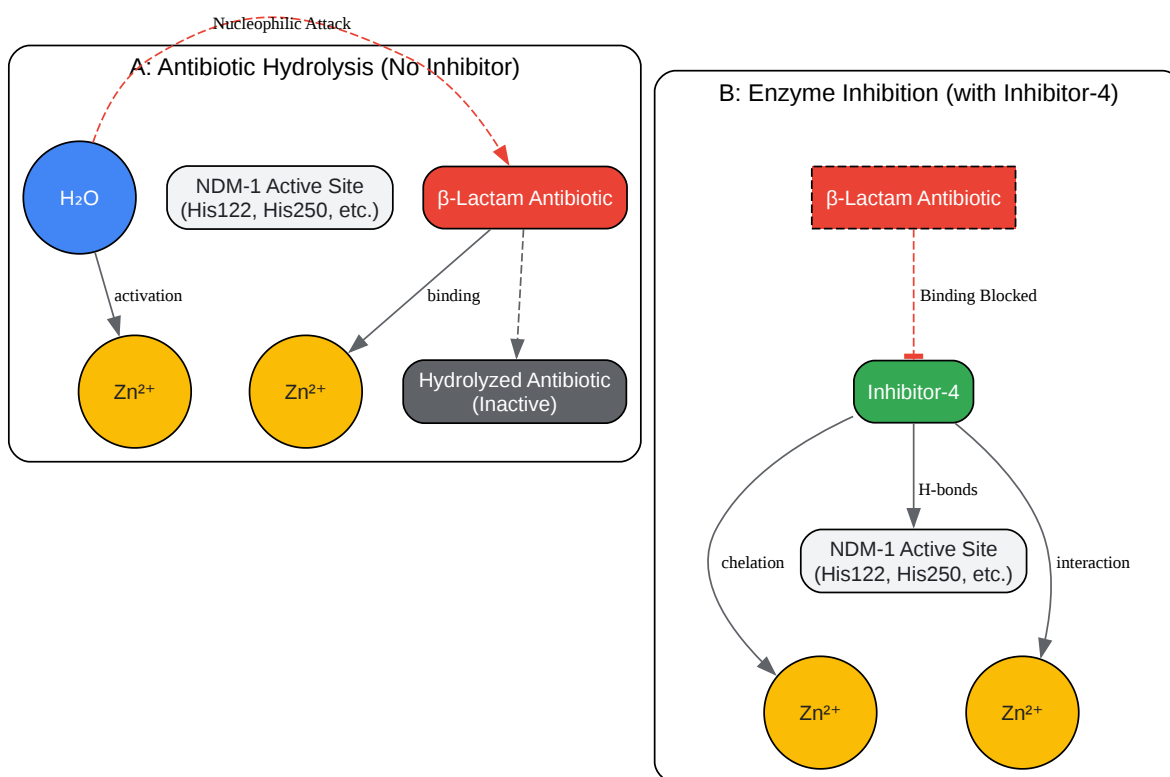 Nucleophilic Attack
A: Antibiotic Hydrolysis (No Inhibitor)
H₂O
NDM-1 Active Site
(His122, His250, etc.)
β-Lactam Antibiotic
activation
binding
Zn²⁺
Zn²⁺
Hydrolyzed Antibiotic
(Inactive)
B: Enzyme Inhibition (with Inhibitor-4)
β-Lactam Antibiotic
Binding Blocked
Inhibitor-4
H-bonds
chelation
NDM-1 Active Site
(His122, His250, etc.)
interaction
Zn²⁺
Zn²⁺